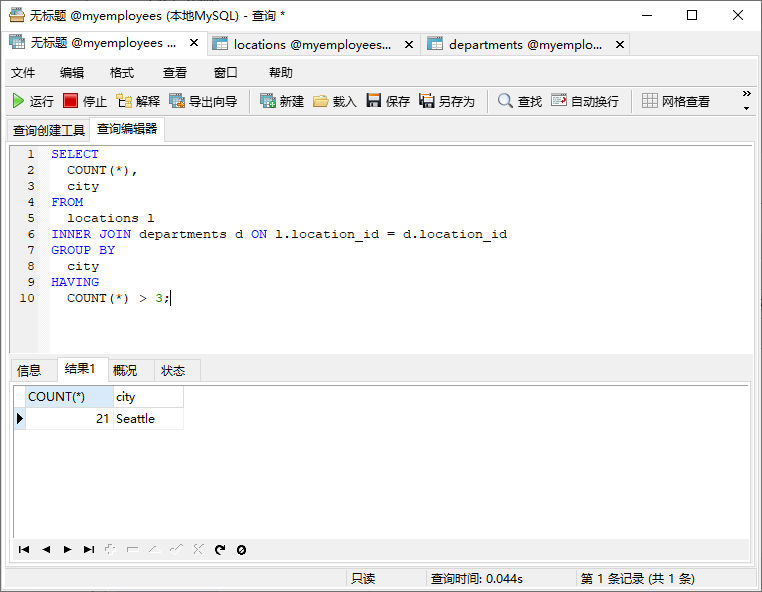 无标题 @myemployees (本地MySQL) - 查询 *
无标题 @myemployees ... locations @myemployees... departments @myemplo...
文件 编辑 格式 查看 窗口 帮助
运行 停止 解释 导出向导 新建 载入 保存 另存为 查找 自动换行 网格查看
查询创建工具 查询编辑器
1 SELECT
2 COUNT(*),
3 city
4 FROM
5 locations l
6 INNER JOIN departments d ON l.location_id = d.location_id
7 GROUP BY
8 city
9 HAVING
10 COUNT(*) > 3;
信息 结果1 概况 状态
COUNT(*) city
21 Seattle
只读 查询时间: 0.044s 第 1 条记录 (共 1 条)